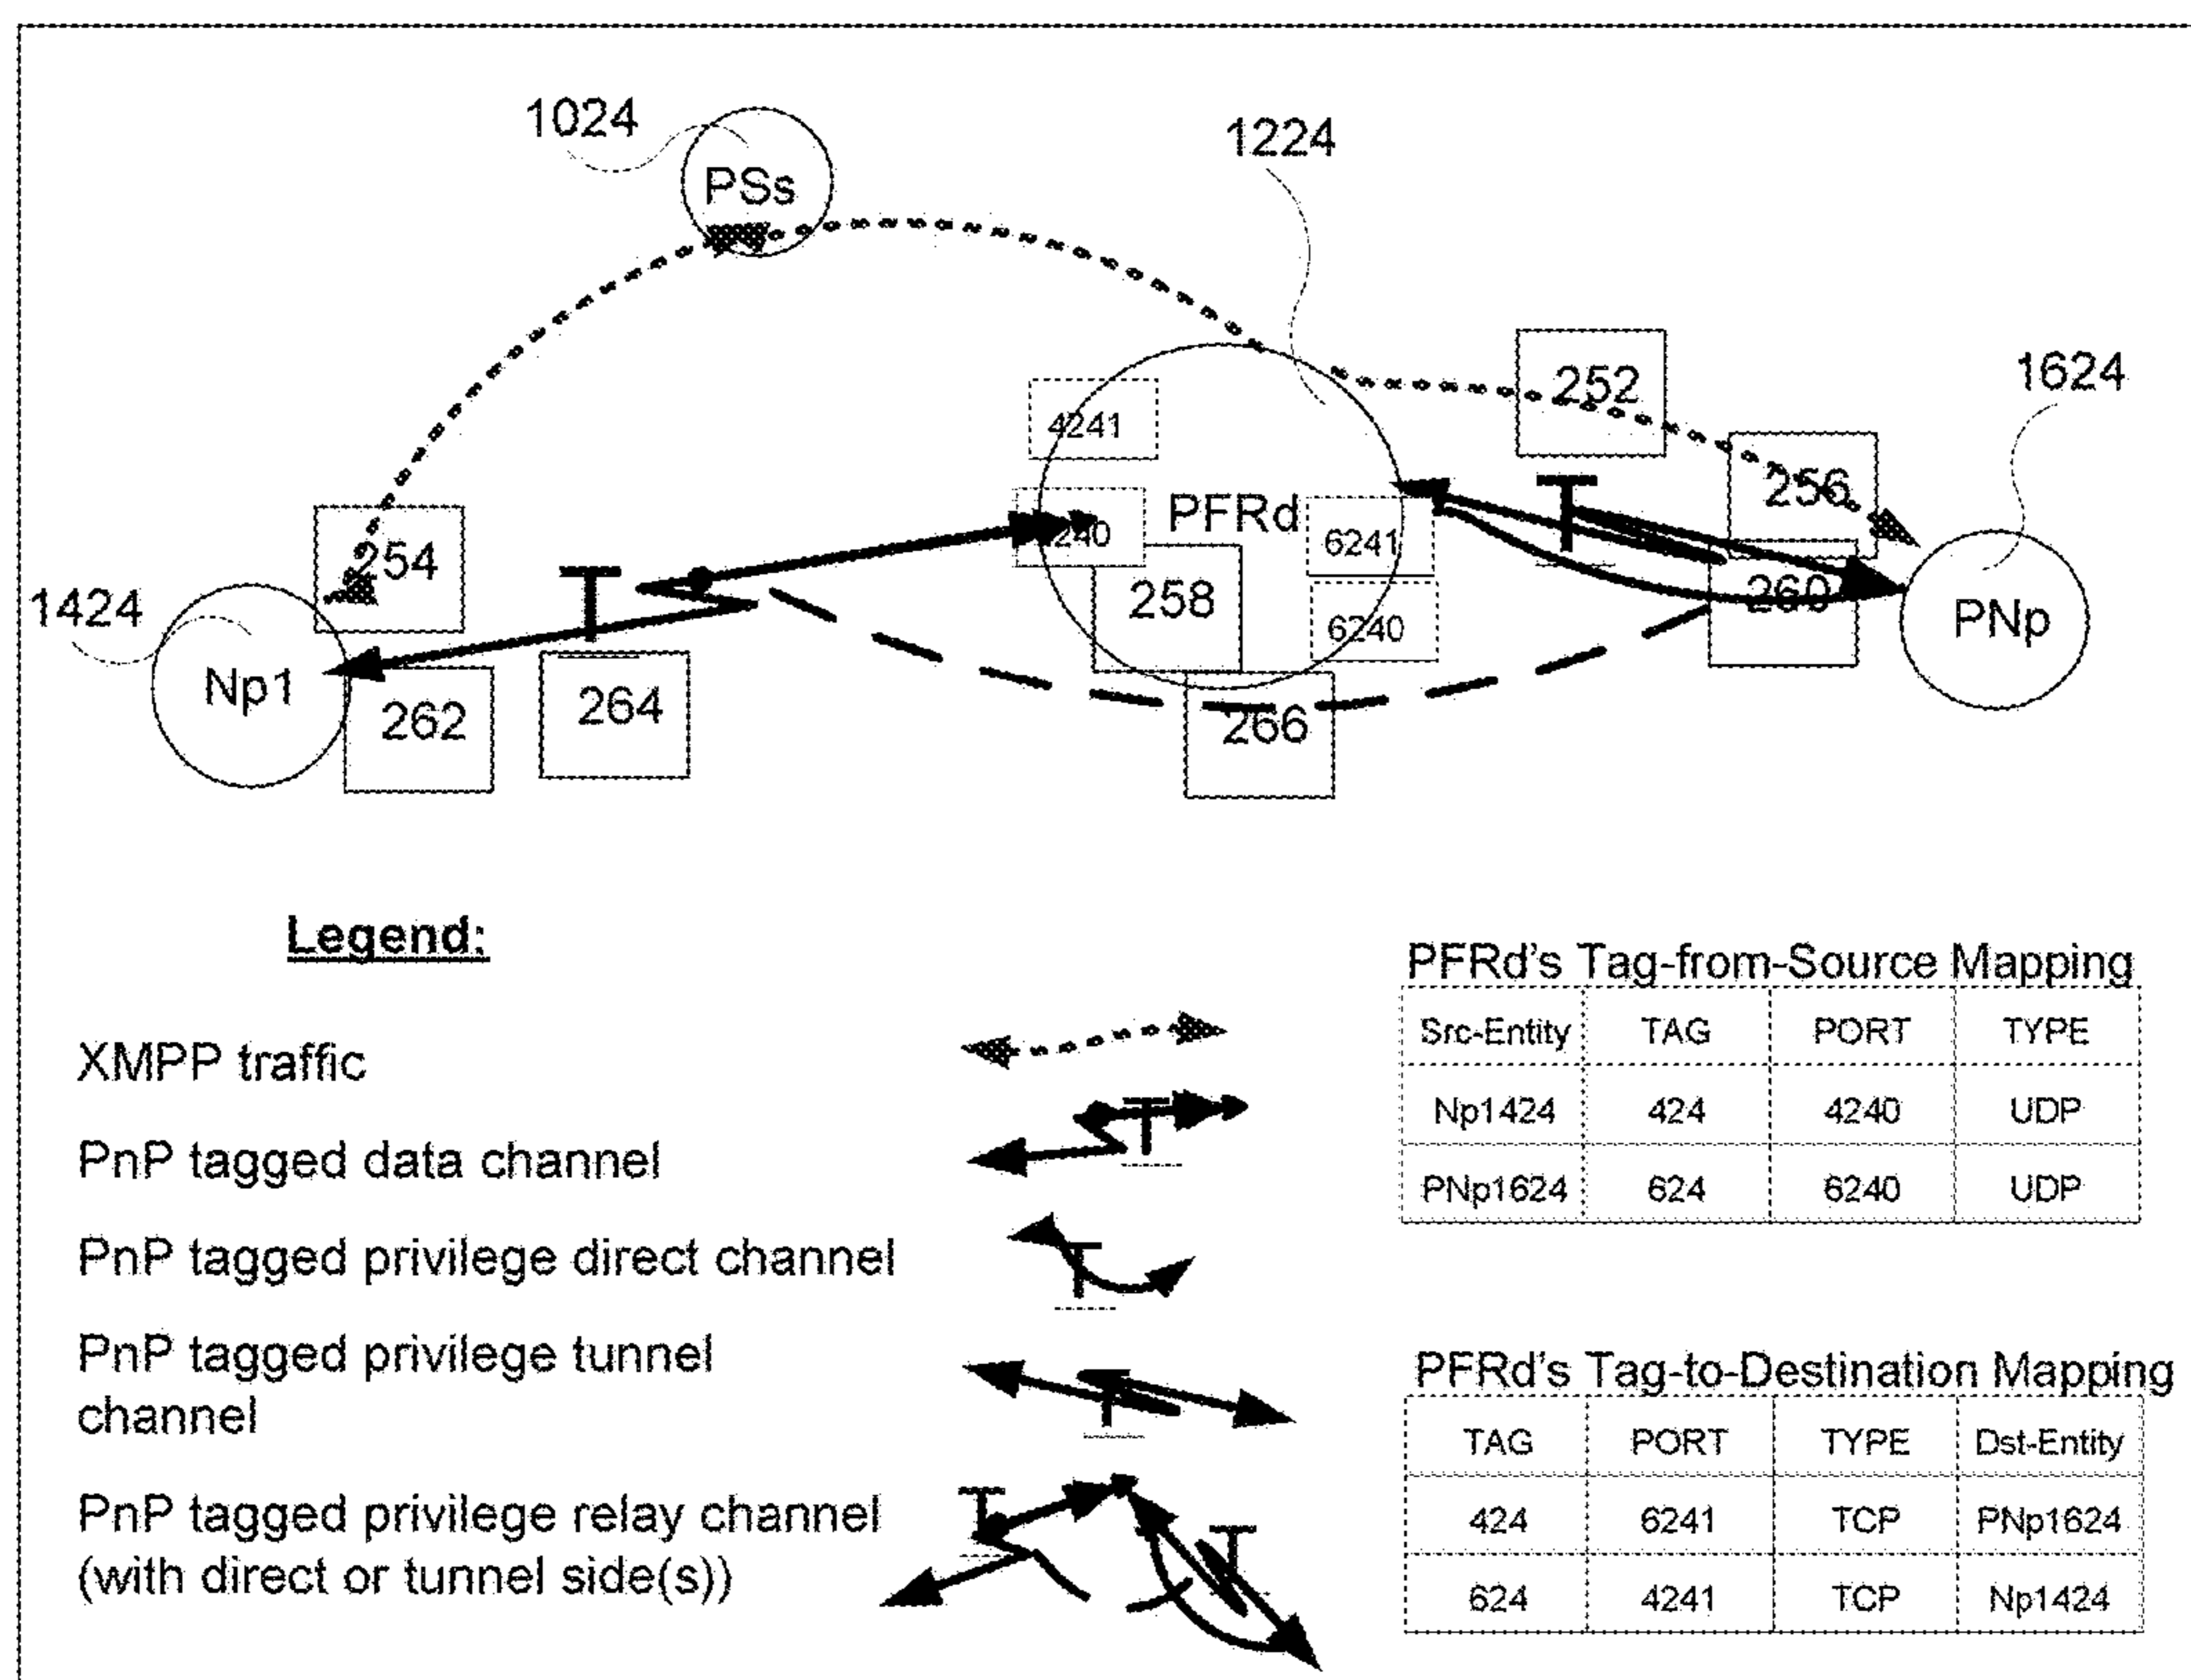 1024
PSs
1224
252
1624
4241
256
4240
PFRd
6241
254
258
260
1424
6240
PNp
Np1
262
264
266
Legend:
XMPP traffic
PnP tagged data channel
T
PnP tagged privilege direct channel
T
PnP tagged privilege tunnel
channel
T
PnP tagged privilege relay channel
(with direct or tunnel side(s))
T
T
PFRd's Tag-from-Source Mapping
Src-Entity TAG PORT TYPE
Np1424 424 4240 UDP
PNp1624 624 6240 UDP
PFRd's Tag-to-Destination Mapping
TAG PORT TYPE Dst-Entity
424 6241 TCP PNp1624
624 4241 TCP Np1424
T
T